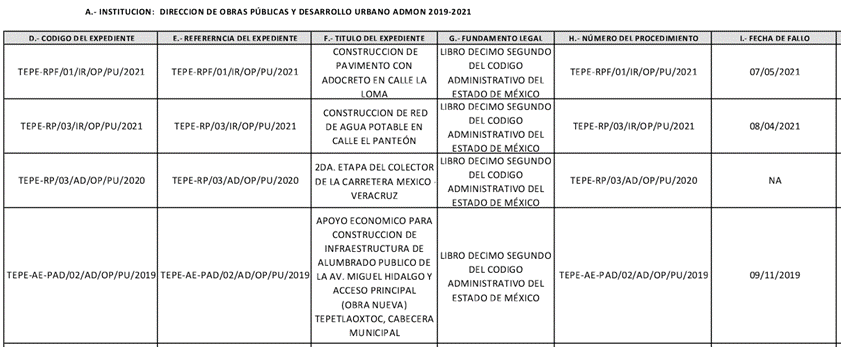 A.- INSTITUCION: DIRECCION DE OBRAS PÚBLICAS Y DESARROLLO URBANO ADMON 2019-2021
D.- CODIGO DEL EXPEDIENTE E.- REFERERNCIA DEL EXPEDIENTE F.- TITULO DEL EXPEDIENTE G.- FUNDAMENTO LEGAL H.- NÚMERO DEL PROCEDIMIENTO I.- FECHA DE FALLO
TEPE-RPF/01/IR/OP/PU/2021
TEPE-RPF/01/IR/OP/PU/2021
CONSTRUCCION DE
PAVIMENTO CON
ADOCRETO EN CALLE LA
LOMA
LIBRO DECIMO SEGUNDO
DEL CODIGO
ADMINISTRATIVO DEL
ESTADO DE MÉXICO
TEPE-RPF/01/IR/OP/PU/2021
07/05/2021
TEPE-RP/03/IR/OP/PU/2021
TEPE-RP/03/IR/OP/PU/2021
CONSTRUCCION DE RED
DE AGUA POTABLE EN
CALLE EL PANTEÓN
LIBRO DECIMO SEGUNDO
DEL CODIGO
ADMINISTRATIVO DEL
ESTADO DE MÉXICO
TEPE-RP/03/IR/OP/PU/2021
08/04/2021
TEPE-RP/03/AD/OP/PU/2020
TEPE-RP/03/AD/OP/PU/2020
2DA. ETAPA DEL COLECTOR
DE LA CARRETERA MEXICO -
VERACRUZ
LIBRO DECIMO SEGUNDO
DEL CODIGO
ADMINISTRATIVO DEL
ESTADO DE MÉXICO
TEPE-RP/03/AD/OP/PU/2020
NA
TEPE-AE-PAD/02/AD/OP/PU/2019
TEPE-AE-PAD/02/AD/OP/PU/2019
APOYO ECONOMICO PARA
CONSTRUCCION DE
INFRAESTRUCTURA DE
ALUMBRADO PUBLICO DE
LA AV. MIGUEL HIDALGO Y
ACCESO PRINCIPAL
(OBRA NUEVA)
TEPETLAOXTOC, CABECERA
MUNICIPAL
LIBRO DECIMO SEGUNDO
DEL CODIGO
ADMINISTRATIVO DEL
ESTADO DE MÉXICO
TEPE-AE-PAD/02/AD/OP/PU/2019
09/11/2019